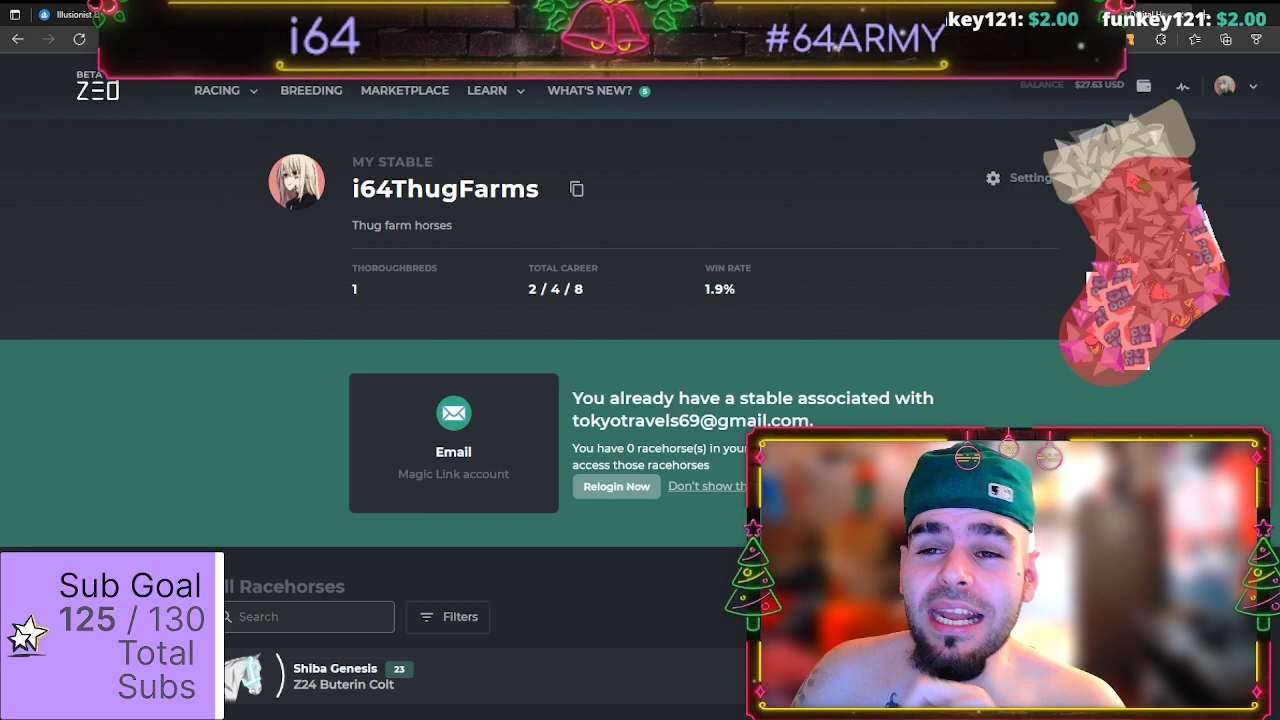 Illusionist
i64
#64ARMY
key121: $2.00 funkey121: $2.00
BETA
ZED
RACING
BREEDING
MARKETPLACE
LEARN
WHAT'S NEW? 5
BALANCE $27.63 USD
MY STABLE
i64ThugFarms
Setting
Thug farm horses
THOROUGHBREDS
TOTAL CAREER
WIN RATE
1
2 / 4 / 8
1.9%
Email
Magic Link account
You already have a stable associated with
tokyotravels69@gmail.com.
You have 0 racehorse(s) in your
access those racehorses
Relogin Now
Don't show th
Sub Goal
125 / 130
Total
Subs
ll Racehorses
Search
Filters
Shiba Genesis 23
Z24 Buterin Colt